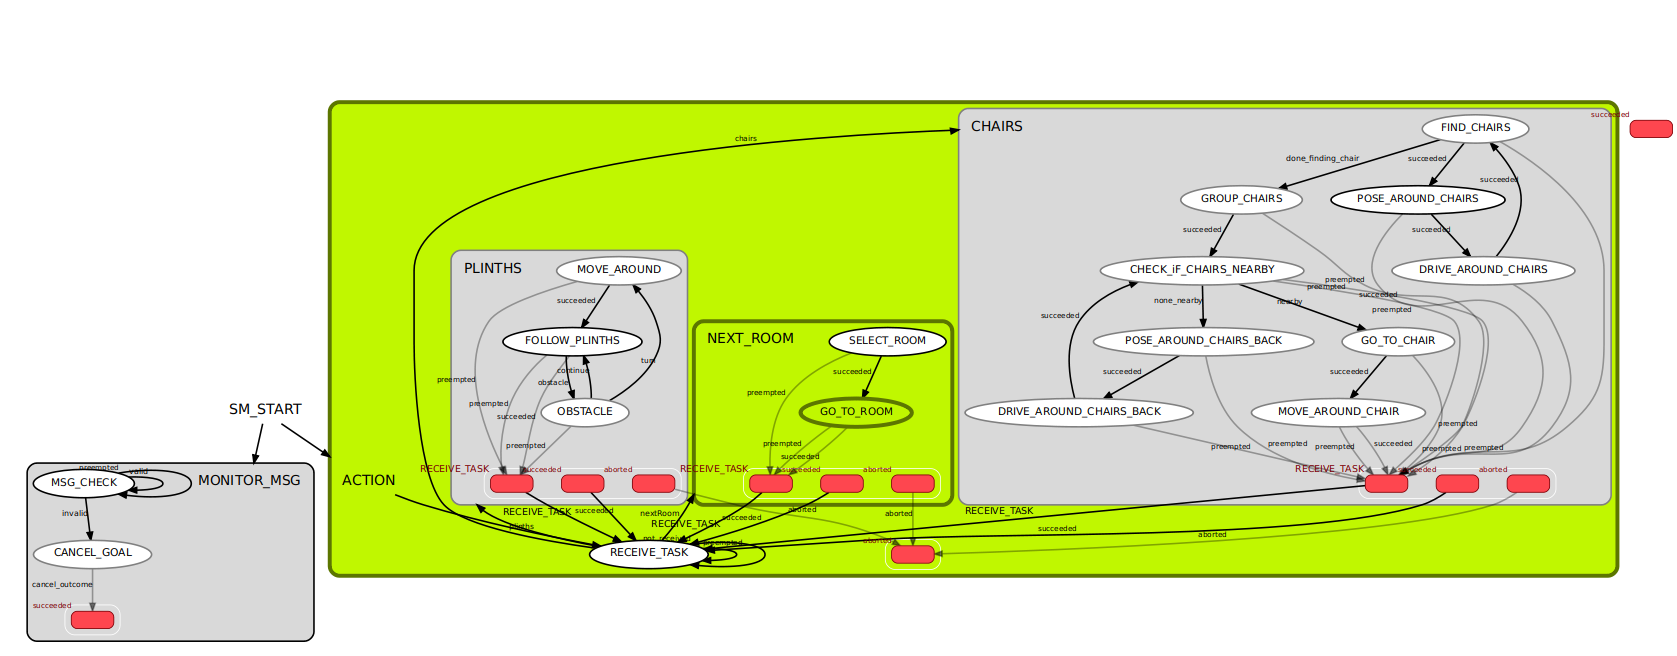 succeeded
CHAIRS
FIND_CHAIRS
chairs
done_finding_chair
succeeded
succeeded
GROUP_CHAIRS
POSE_AROUND_CHAIRS
succeeded
succeeded
PLINTHS
MOVE_AROUND
CHECK_iF_CHAIRS_NEARBY
DRIVE_AROUND_CHAIRS
preempted
preempted
succeeded
succeeded
none_nearby
nearby
preempted
succeeded
NEXT_ROOM
SELECT_ROOM
FOLLOW_PLINTHS
POSE_AROUND_CHAIRS_BACK
GO_TO_CHAIR
turn
continue
obstacle
preempted
succeeded
succeeded
succeeded
preempted
preempted
succeeded
SM_START
OBSTACLE
GO_TO_ROOM
DRIVE_AROUND_CHAIRS_BACK
MOVE_AROUND_CHAIR
preempted
preempted
preempted
succeeded
preempted
preempted
preempted
succeeded
preempted
preempted
preempted
valid
MONITOR_MSG
MSG_CHECK
ACTION
RECEIVE_TASK
succeeded
aborted
RECEIVE_TASK
succeeded
aborted
RECEIVE_TASK
succeeded
aborted
invalid
RECEIVE_TASK
succeeded
plinths
nextRoom
RECEIVE_TASK
succeeded
aborted
aborted
RECEIVE_TASK
succeeded
aborted
not_received
preempted
aborted
CANCEL_GOAL
RECEIVE_TASK
cancel_outcome
succeeded